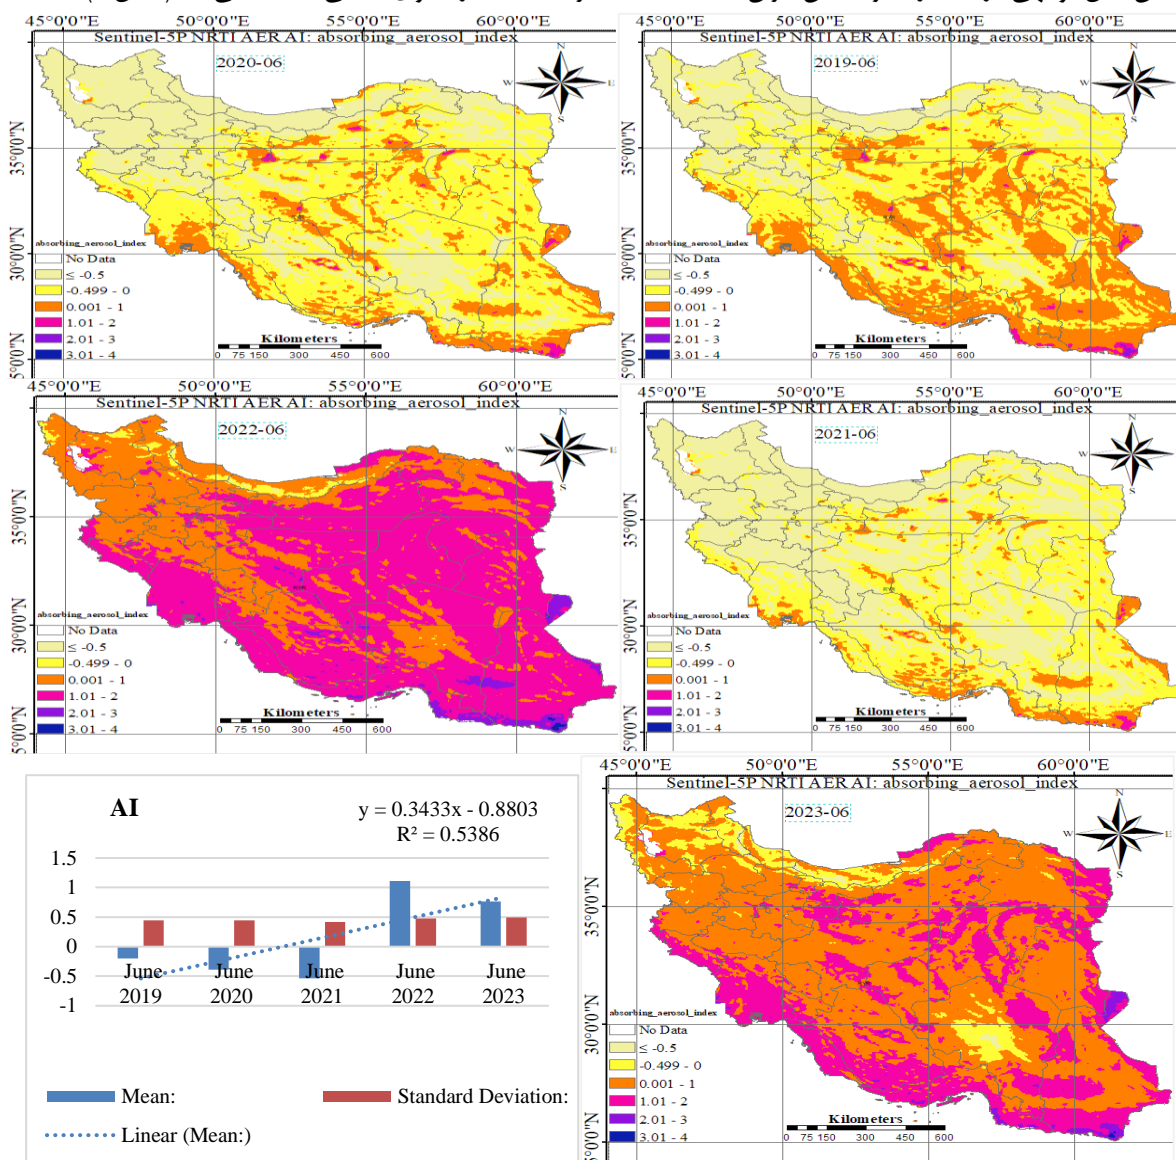 45°0'0"E 50°0'0"E 55°0'0"E 60°0'0"E
Sentinel-5P NRTI AER AI: absorbing_aerosol_index
2020-06
N
W E
S
35°0'0"N
30°0'0"N
5°0'0"N
absorbing_aerosol_index
No Data
≤ -0.5
-0.499 - 0
0.001 - 1
1.01 - 2
2.01 - 3
3.01 - 4
Kilometers
0 75 150 300 450 600
45°0'0"E 50°0'0"E 55°0'0"E 60°0'0"E
Sentinel-5P NRTI AER AI: absorbing_aerosol_index
2019-06
N
W E
S
35°0'0"N
30°0'0"N
5°0'0"N
absorbing_aerosol_index
No Data
≤ -0.5
-0.499 - 0
0.001 - 1
1.01 - 2
2.01 - 3
3.01 - 4
Kilometers
0 75 150 300 450 600
45°0'0"E 50°0'0"E 55°0'0"E 60°0'0"E
Sentinel-5P NRTI AER AI: absorbing_aerosol_index
2022-06
N
W E
S
35°0'0"N
30°0'0"N
5°0'0"N
absorbing_aerosol_index
No Data
≤ -0.5
-0.499 - 0
0.001 - 1
1.01 - 2
2.01 - 3
3.01 - 4
Kilometers
0 75 150 300 450 600
45°0'0"E 50°0'0"E 55°0'0"E 60°0'0"E
Sentinel-5P NRTI AER AI: absorbing_aerosol_index
2021-06
N
W E
S
35°0'0"N
30°0'0"N
5°0'0"N
absorbing_aerosol_index
No Data
≤ -0.5
-0.499 - 0
0.001 - 1
1.01 - 2
2.01 - 3
3.01 - 4
Kilometers
0 75 150 300 450 600
AI
y = 0.3433x - 0.8803
R² = 0.5386
1.5
1
0.5
0
-0.5
-1
June June June June June
2019 2020 2021 2022 2023
Mean: Standard Deviation:
Linear (Mean:)
45°0'0"E 50°0'0"E 55°0'0"E 60°0'0"E
Sentinel-5P NRTI AER AI: absorbing_aerosol_index
2023-06
N
W E
S
35°0'0"N
30°0'0"N
5°0'0"N
absorbing_aerosol_index
No Data
≤ -0.5
-0.499 - 0
0.001 - 1
1.01 - 2
2.01 - 3
3.01 - 4
Kilometers
0 75 150 300 450 600